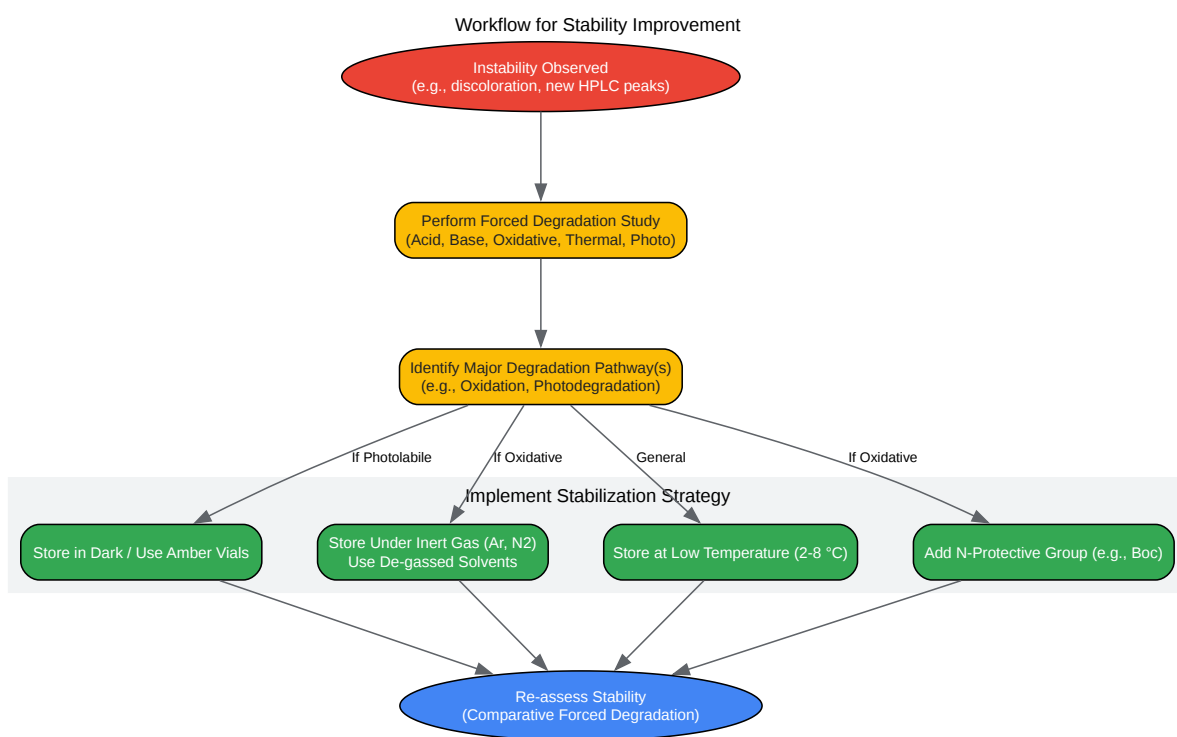 Workflow for Stability Improvement
Instability Observed
(e.g., discoloration, new HPLC peaks)
Perform Forced Degradation Study
(Acid, Base, Oxidative, Thermal, Photo)
Identify Major Degradation Pathway(s)
(e.g., Oxidation, Photodegradation)
If Photolabile
If Oxidative
General
If Oxidative
Implement Stabilization Strategy
Store in Dark / Use Amber Vials
Store Under Inert Gas (Ar, N2)
Use De-gassed Solvents
Store at Low Temperature (2-8 °C)
Add N-Protective Group (e.g., Boc)
Re-assess Stability
(Comparative Forced Degradation)